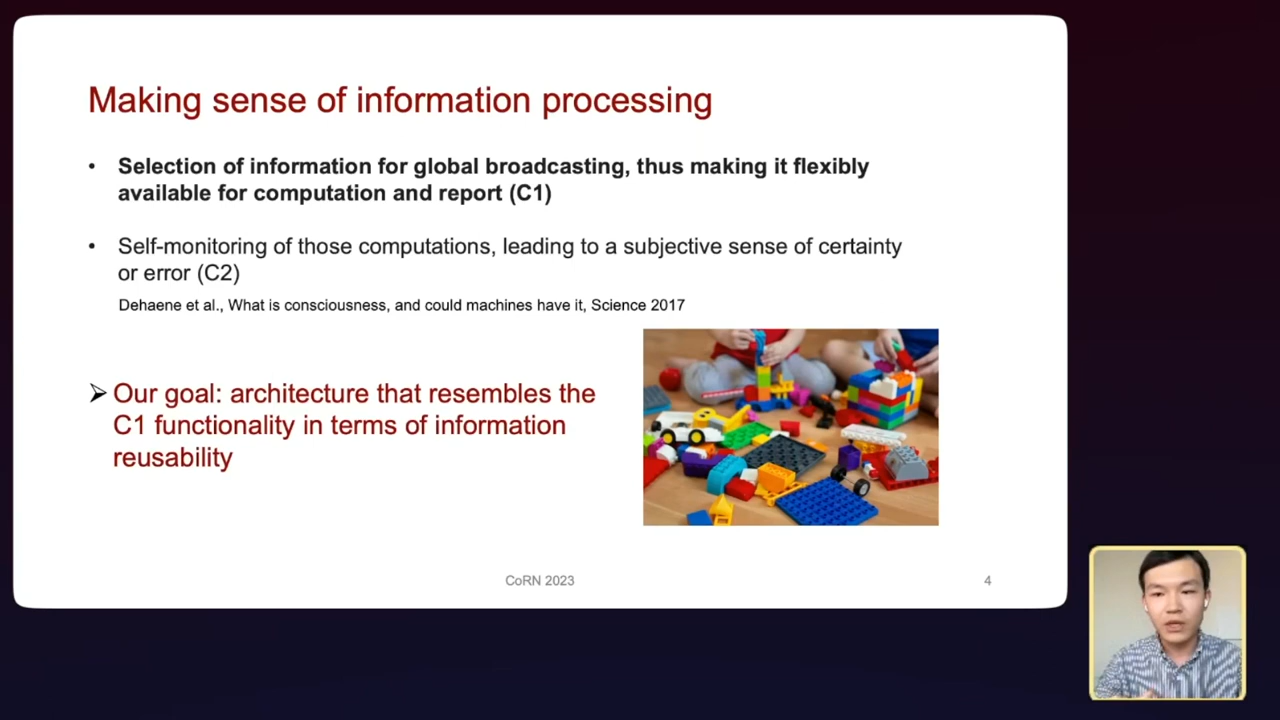 Making sense of information processing
• Selection of information for global broadcasting, thus making it flexibly
available for computation and report (C1)
• Self-monitoring of those computations, leading to a subjective sense of certainty
or error (C2)
Dehaene et al., What is consciousness, and could machines have it, Science 2017
➢ Our goal: architecture that resembles the
C1 functionality in terms of information
reusability
CoRN 2023
4